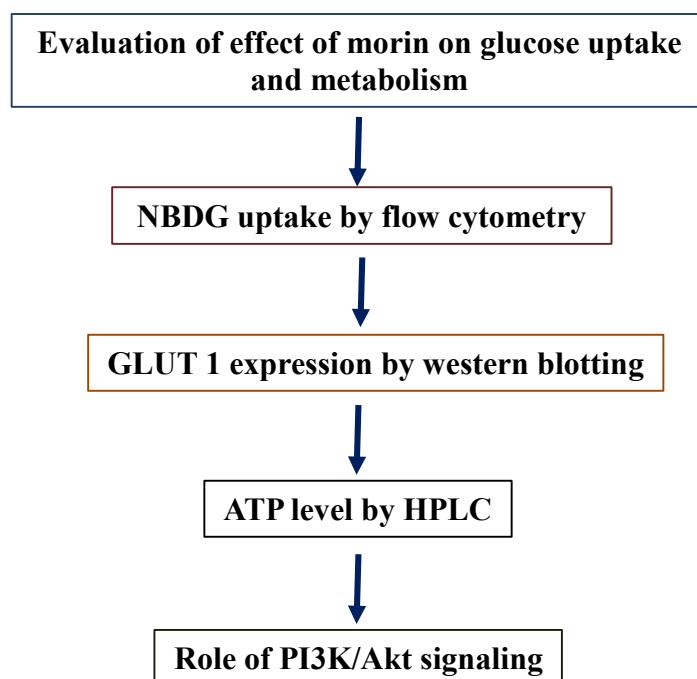 Evaluation of effect of morin on glucose uptake
and metabolism
NBDG uptake by flow cytometry
GLUT 1 expression by western blotting
ATP level by HPLC
Role of PI3K/Akt signaling